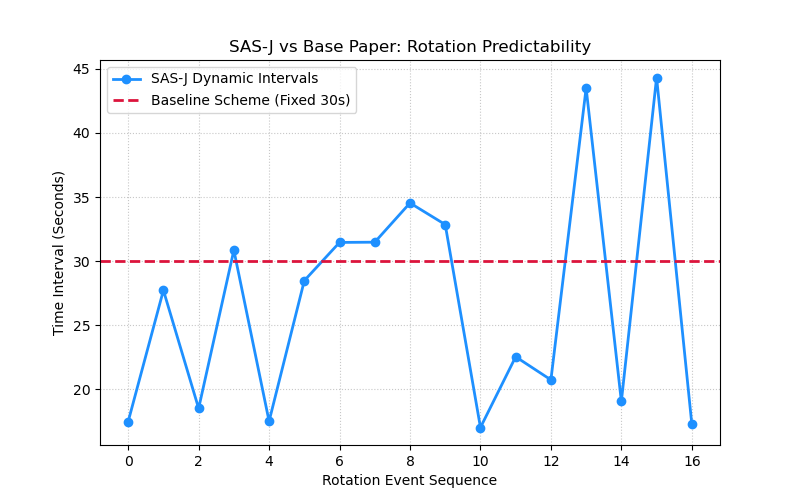 SAS-J vs Base Paper: Rotation Predictability
SAS-J Dynamic Intervals
Baseline Scheme (Fixed 30s)
Time Interval (Seconds)
45
40
35
30
25
20
0 2 4 6 8 10 12 14 16
Rotation Event Sequence